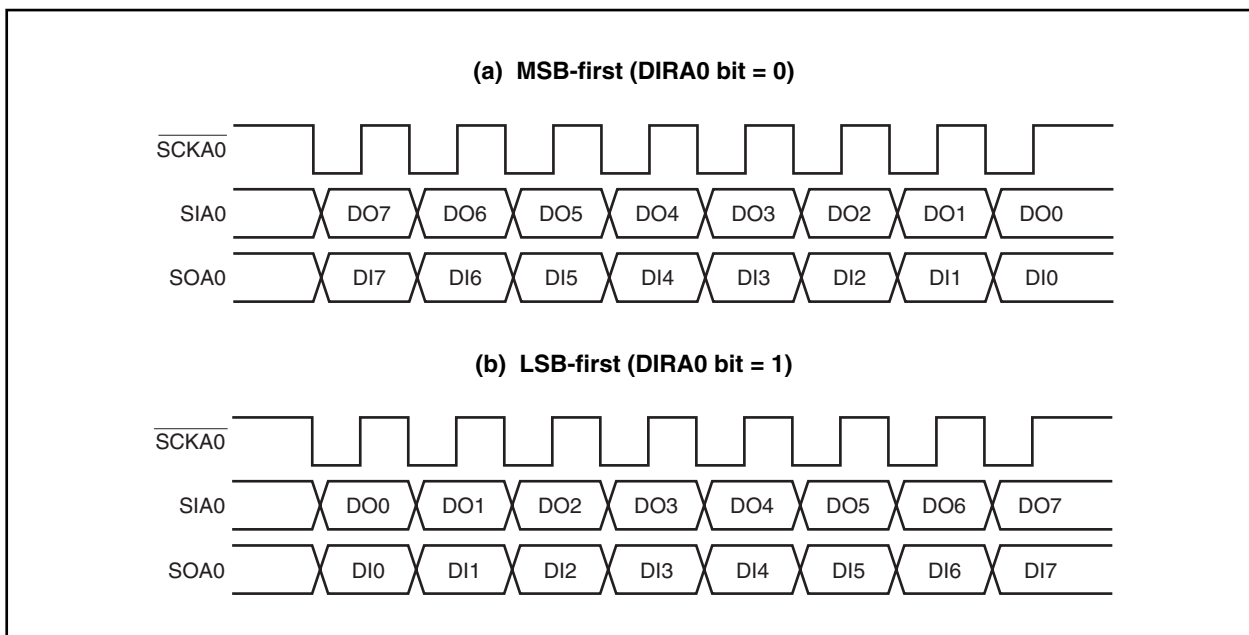 (a) MSB-first (DIRA0 bit = 0)
SCKA0
SIA0 DO7 DO6 DO5 DO4 DO3 DO2 DO1 DO0
SOA0 DI7 DI6 DI5 DI4 DI3 DI2 DI1 DI0
(b) LSB-first (DIRA0 bit = 1)
SCKA0
SIA0 DO0 DO1 DO2 DO3 DO4 DO5 DO6 DO7
SOA0 DI0 DI1 DI2 DI3 DI4 DI5 DI6 DI7